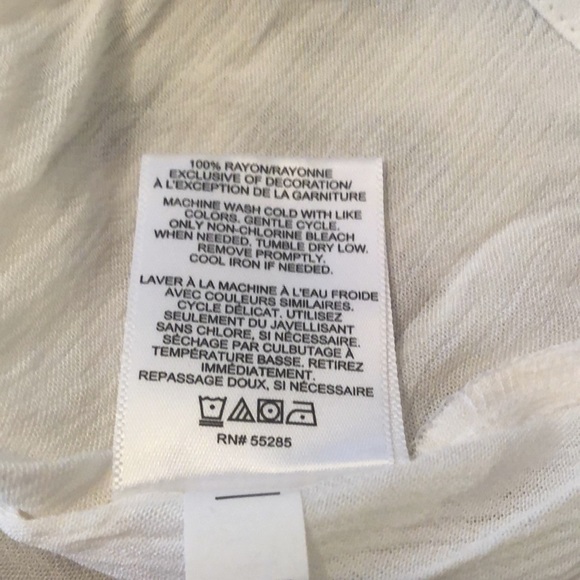 100% RAYON/RAYONNE
EXCLUSIVE OF DECORATION/
À L'EXCEPTION DE LA GARNITURE
MACHINE WASH COLD WITH LIKE
COLORS. GENTLE CYCLE.
ONLY NON-CHLORINE BLEACH
WHEN NEEDED. TUMBLE DRY LOW.
REMOVE PROMPTLY.
COOL IRON IF NEEDED.
LAVER À LA MACHINE À L'EAU FROIDE
AVEC COULEURS SIMILAIRES.
CYCLE DÉLICAT. UTILISEZ
SEULEMENT DU JAVELLISANT
SANS CHLORE, SI NÉCESSAIRE.
SÉCHAGE PAR CULBUTAGE À
TEMPÉRATURE BASSE. RETIREZ
IMMÉDIATEMENT.
REPASSAGE DOUX, SI NÉCESSAIRE
RN# 55285